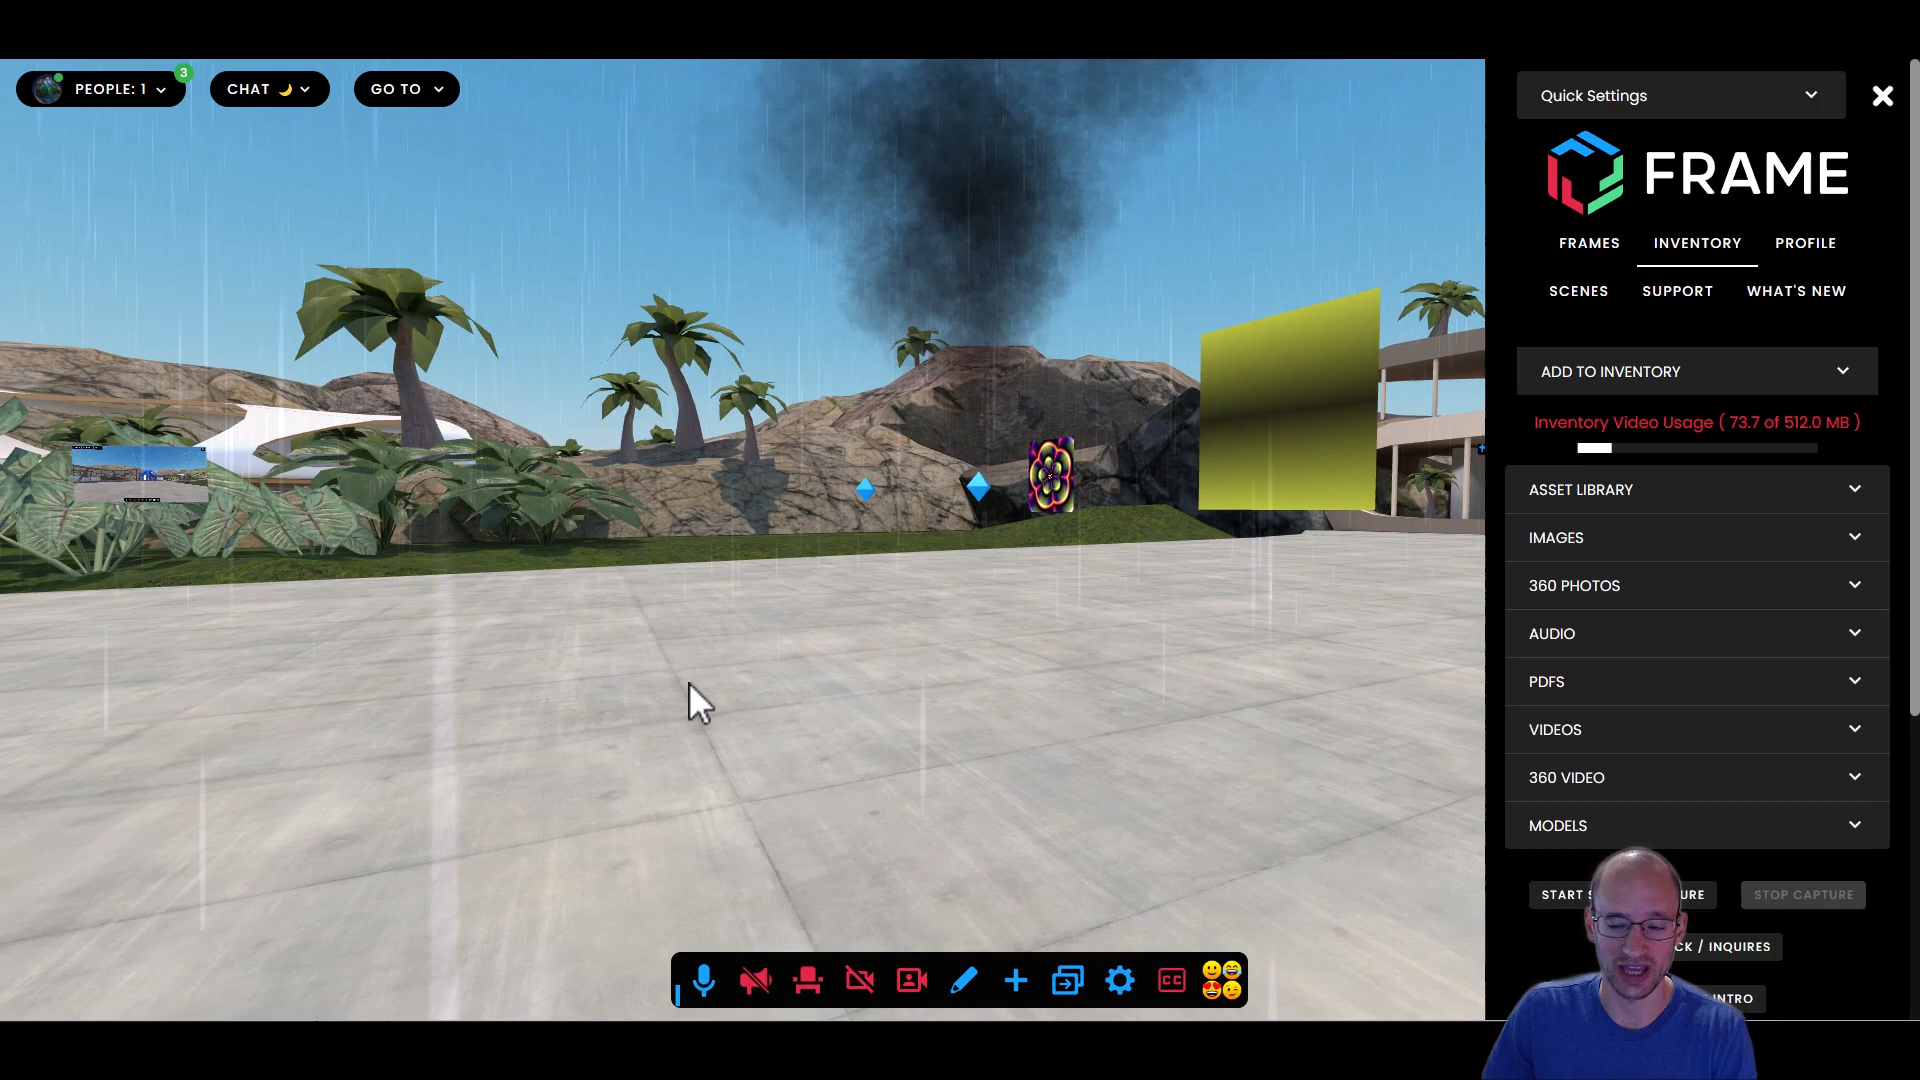 PEOPLE: 1
3
CHAT
GO TO
Quick Settings
FRAME
FRAMES
INVENTORY
PROFILE
SCENES
SUPPORT
WHAT'S NEW
ADD TO INVENTORY
Inventory Video Usage ( 73.7 of 512.0 MB )
ASSET LIBRARY
IMAGES
360 PHOTOS
AUDIO
PDFS
VIDEOS
360 VIDEO
MODELS
START
STOP CAPTURE
/ INQUIRES
INTRO
CC